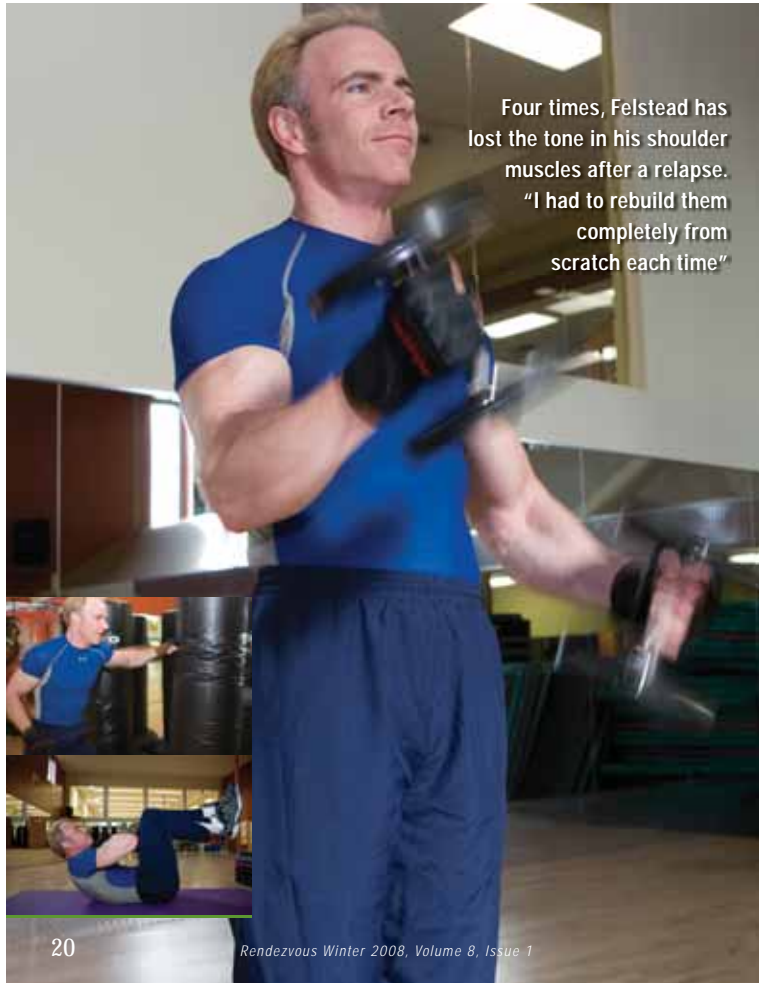 Four times, Felstead has
lost the tone in his shoulder
muscles after a relapse.
“I had to rebuild them
completely from
scratch each time”
20
Rendezvous Winter 2008, Volume 8, Issue 1